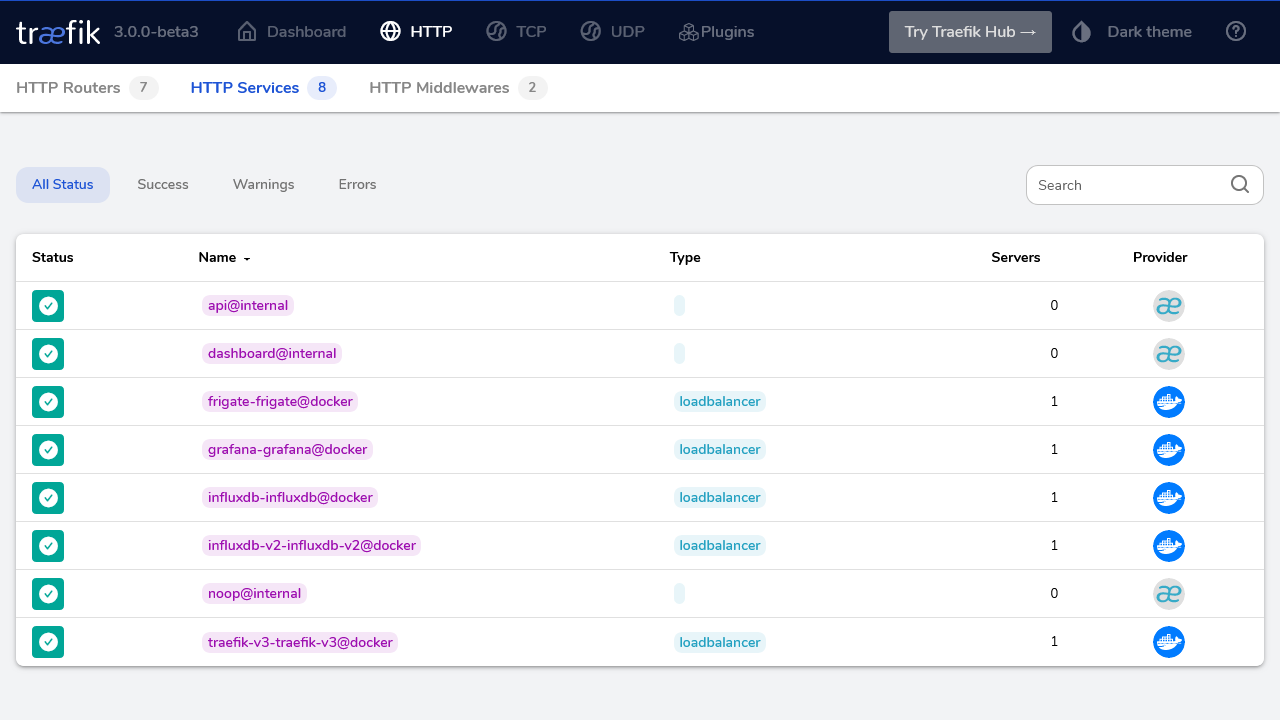 træfik 3.0.0-beta3 Dashboard HTTP TCP UDP Plugins Try Traefik Hub → Dark theme
HTTP Routers 7 HTTP Services 8 HTTP Middlewares 2
All Status Success Warnings Errors Search
Status Name Type Servers Provider
api@internal 0 æ
dashboard@internal 0 æ
frigate-frigate@docker loadbalancer 1
grafana-grafana@docker loadbalancer 1
influxdb-influxdb@docker loadbalancer 1
influxdb-v2-influxdb-v2@docker loadbalancer 1
noop@internal 0 æ
traefik-v3-traefik-v3@docker loadbalancer 1